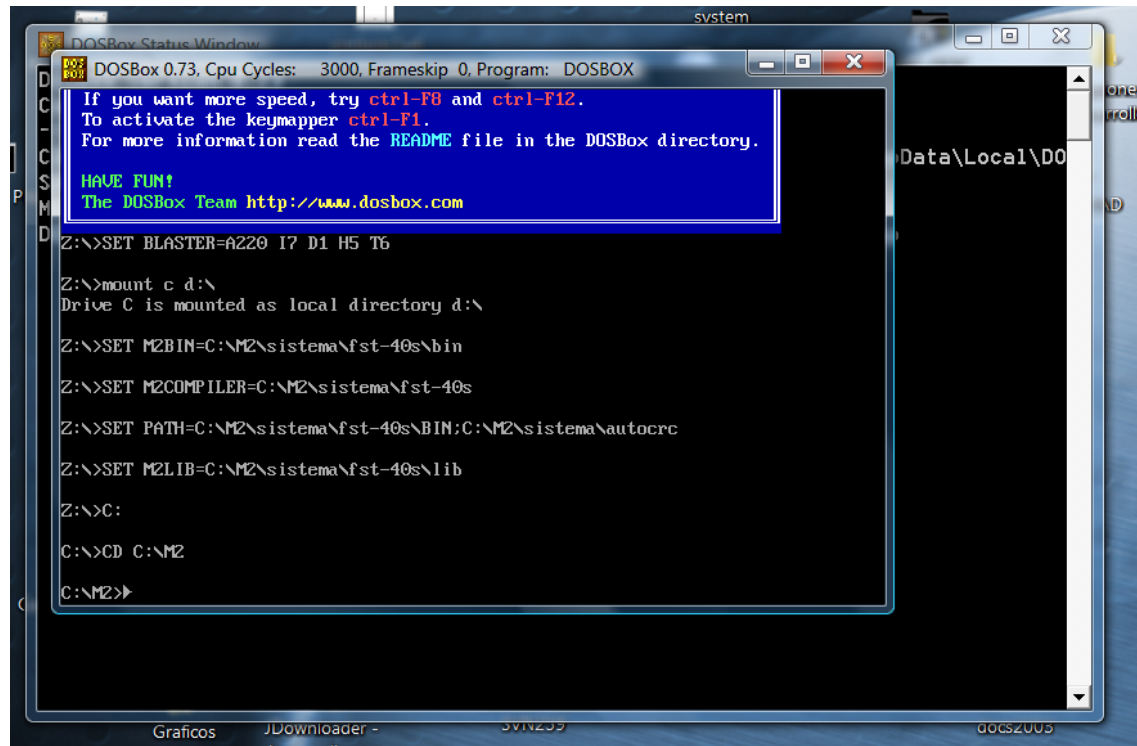 system
DOSBox Status Window
DOSBox 0.73, Cpu Cycles: 3000, Frameskip 0, Program: DOSBOX
If you want more speed, try ctrl-F8 and ctrl-F12.
To activate the keymapper ctrl-F1.
For more information read the README file in the DOSBox directory.
HAVE FUN!
The DOSBox Team http://www.dosbox.com
Z:\>SET BLASTER=A220 I7 D1 H5 T6
Z:\>mount c d:\
Drive C is mounted as local directory d:\
Z:\>SET M2BIN=C:\M2\sistema\fst-40s\bin
Z:\>SET M2COMPILER=C:\M2\sistema\fst-40s
Z:\>SET PATH=C:\M2\sistema\fst-40s\BIN;C:\M2\sistema\autocrc
Z:\>SET M2LIB=C:\M2\sistema\fst-40s\lib
Z:\>C:
C:\>CD C:\M2
C:\M2>
Data\Local\DO
Graficos
JDownloader -
SVN259
docs2003